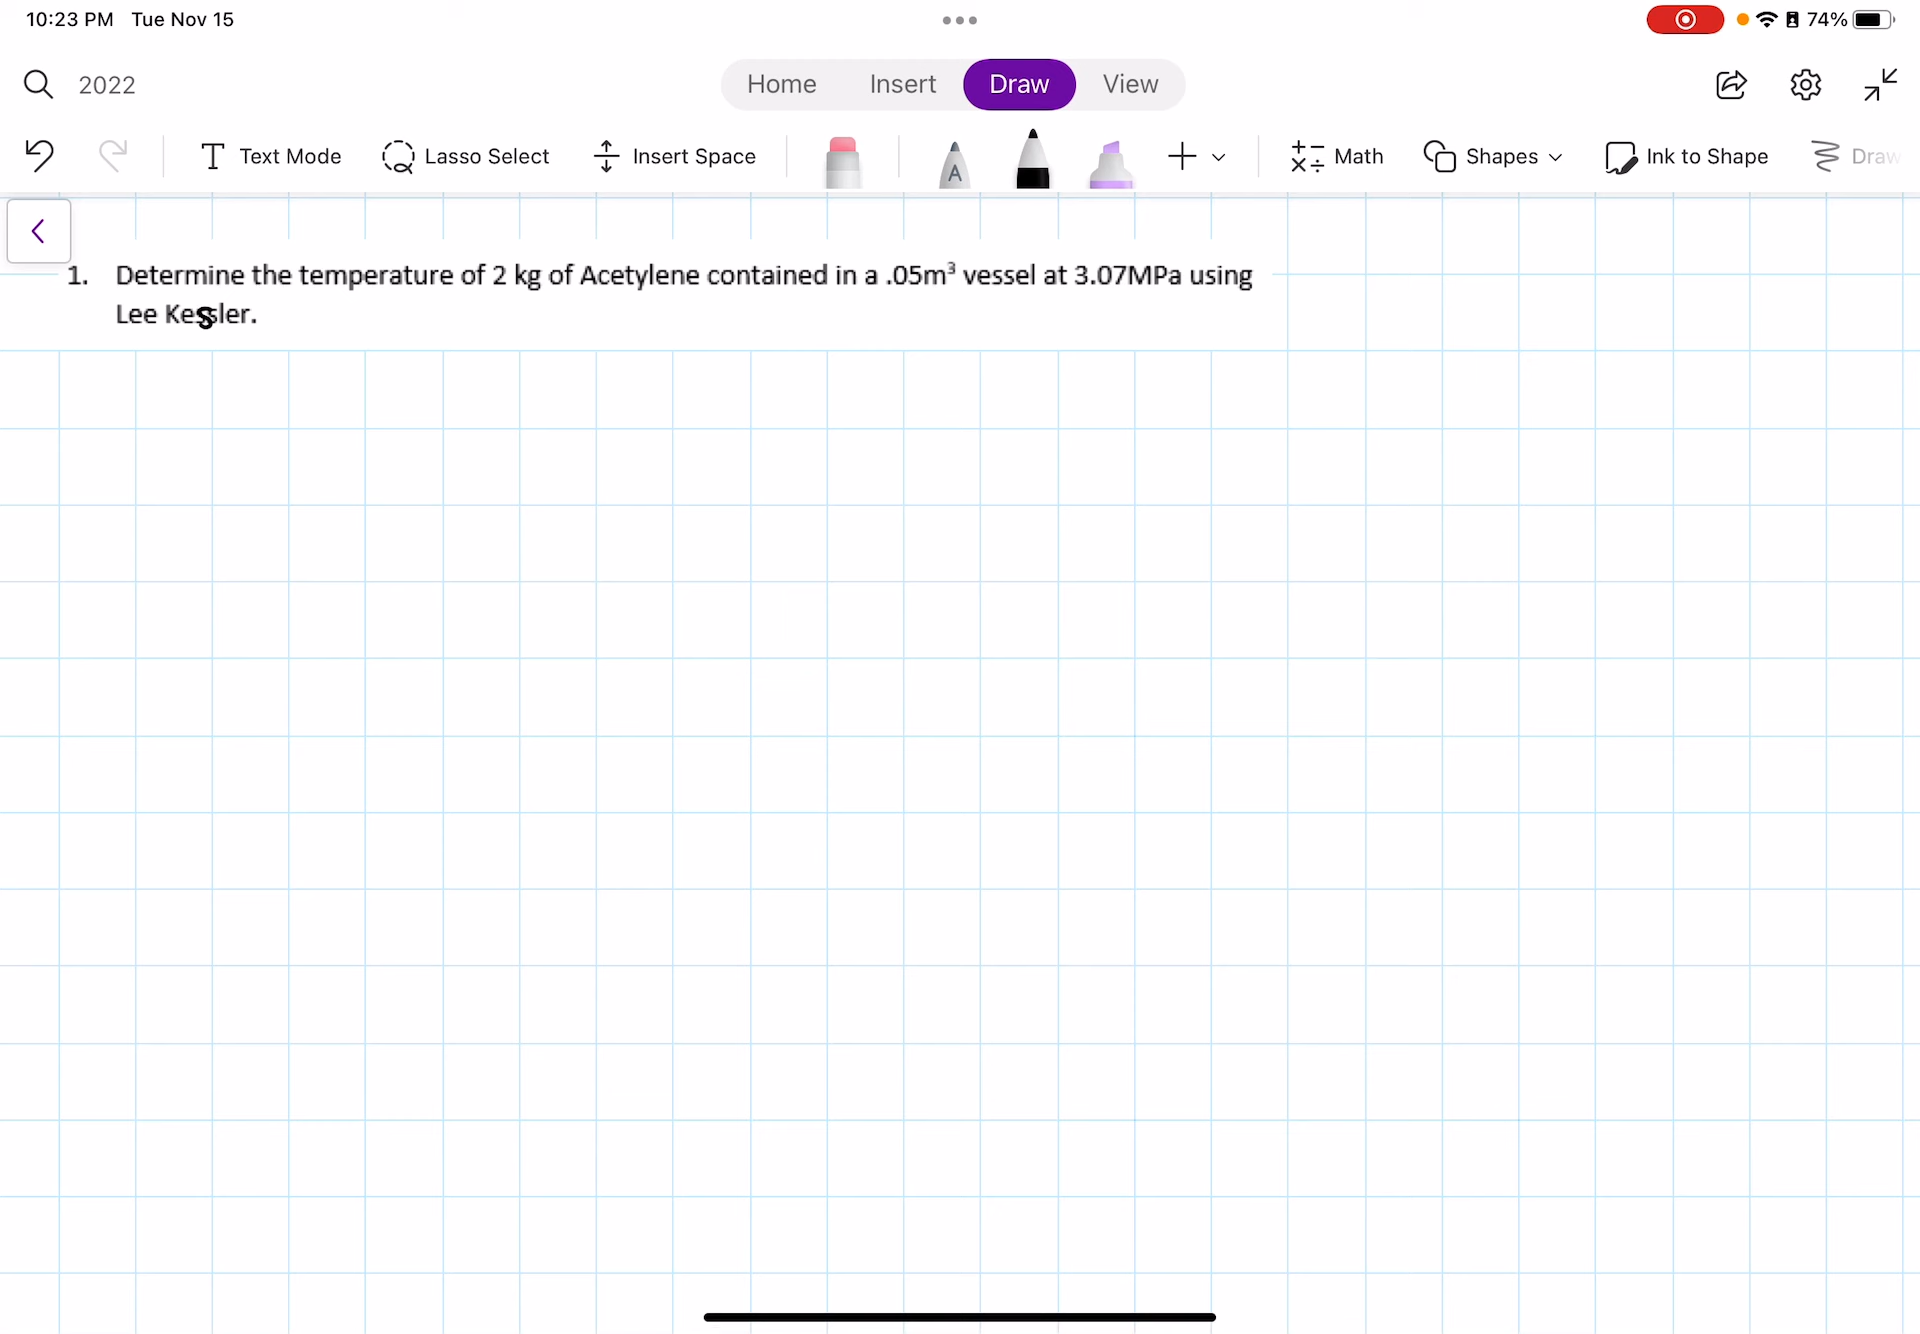 10:23 PM Tue Nov 15
74%
2022
Home Insert Draw View
Text Mode Lasso Select Insert Space A Math Shapes Ink to Shape Draw
1. Determine the temperature of 2 kg of Acetylene contained in a .05m³ vessel at 3.07MPa using
Lee Kessler.